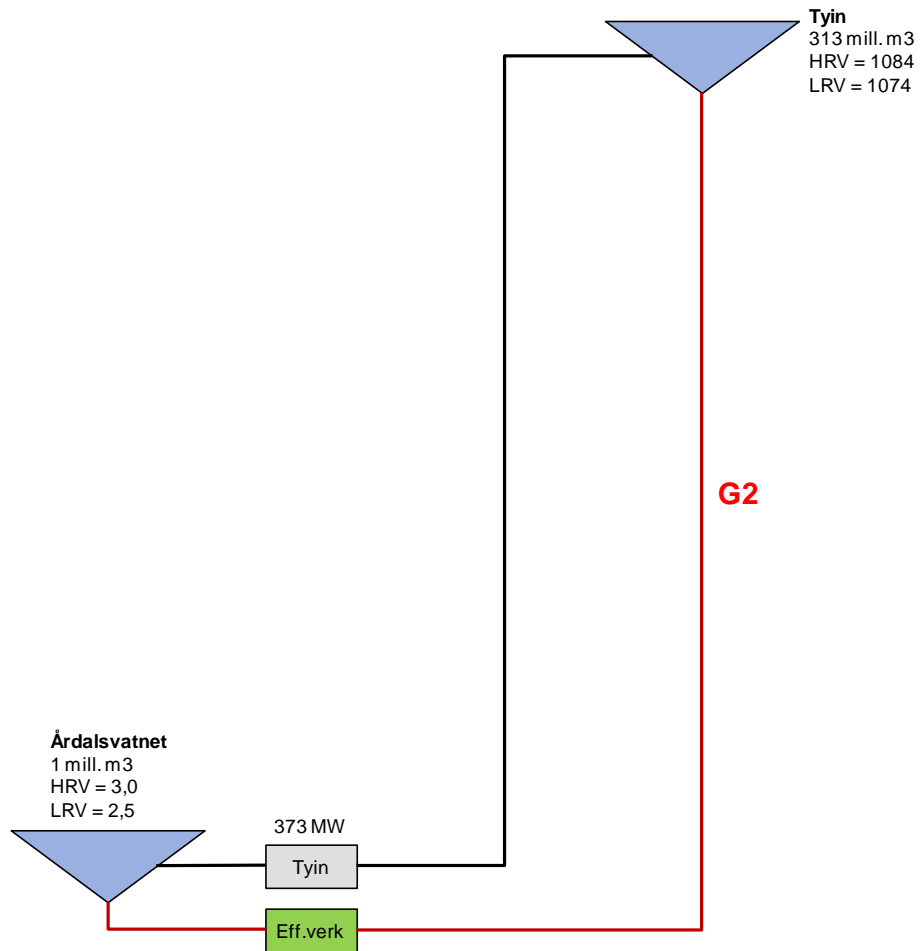 Tyin
313 mill. m3
HRV = 1084
LRV = 1074
G2
Årdalsvatnet
1 mill. m3
HRV = 3,0
LRV = 2,5
373 MW
Tyin
Eff.verk